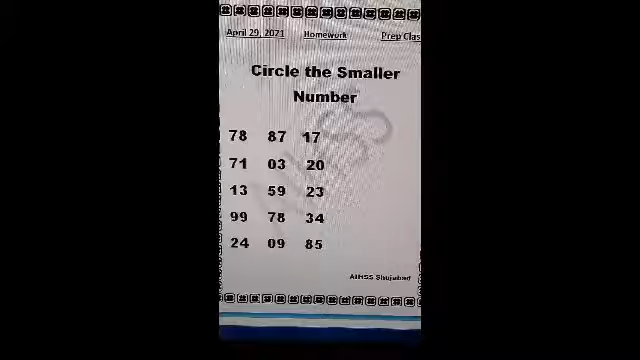 April 29, 2021 Homework Prep Clas
Circle the Smaller
Number
78 87 17
71 03 20
13 59 23
99 78 34
24 09 85
AIHSS Shujabad